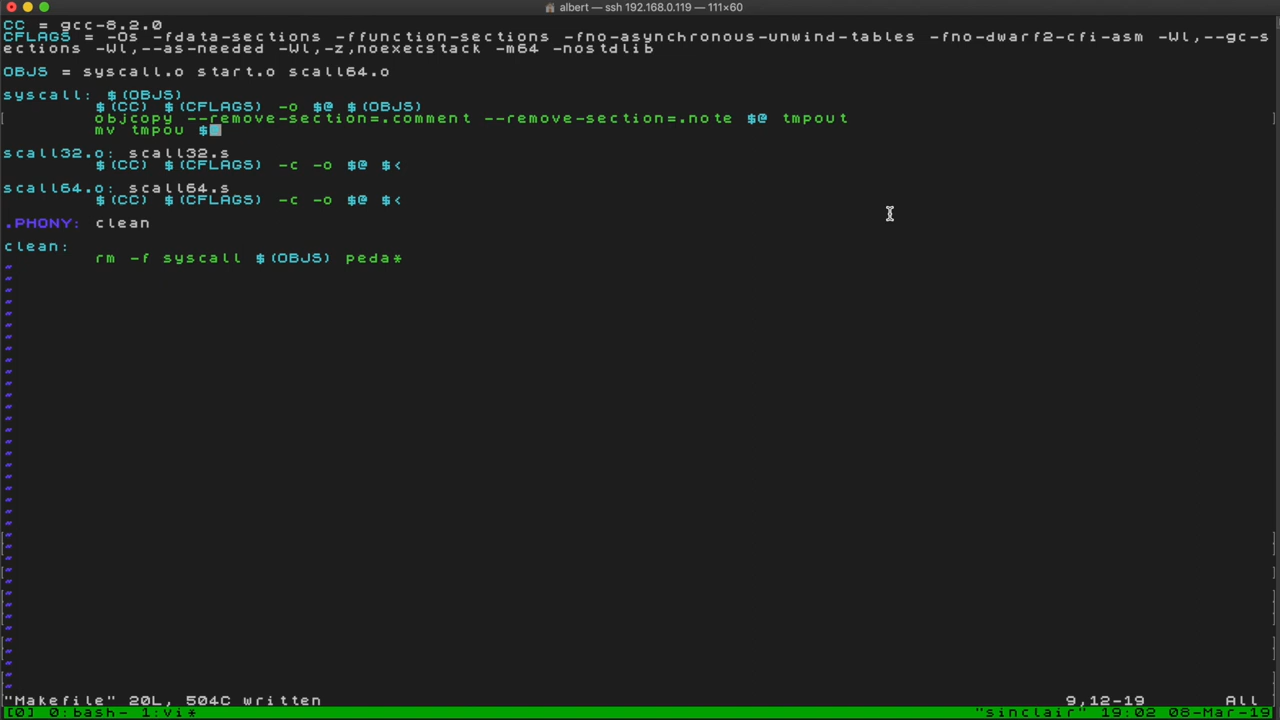 albert — ssh 192.168.0.119 — 111×60
CC = gcc-8.2.0
CFLAGS = -Os -fdata-sections -ffunction-sections -fno-asynchronous-unwind-tables -fno-dwarf2-cfi-asm -Wl,--gc-s
ections -Wl,--as-needed -Wl,-z,noexecstack -m64 -nostdlib
OBJS = syscall.o start.o scall64.o
syscall: $(OBJS)
$(CC) $(CFLAGS) -o $@ $(OBJS)
objcopy --remove-section=.comment --remove-section=.note $@ tmpout
mv tmpou $@
scall32.o: scall32.s
$(CC) $(CFLAGS) -c -o $@ $<
scall64.o: scall64.s
$(CC) $(CFLAGS) -c -o $@ $<
.PHONY: clean
clean:
rm -f syscall $(OBJS) peda*
"Makefile" 20L, 504C written 9,12-19 All
[0] 0:bash- 1:vi* "sinclair" 19:02 08-Mar-19